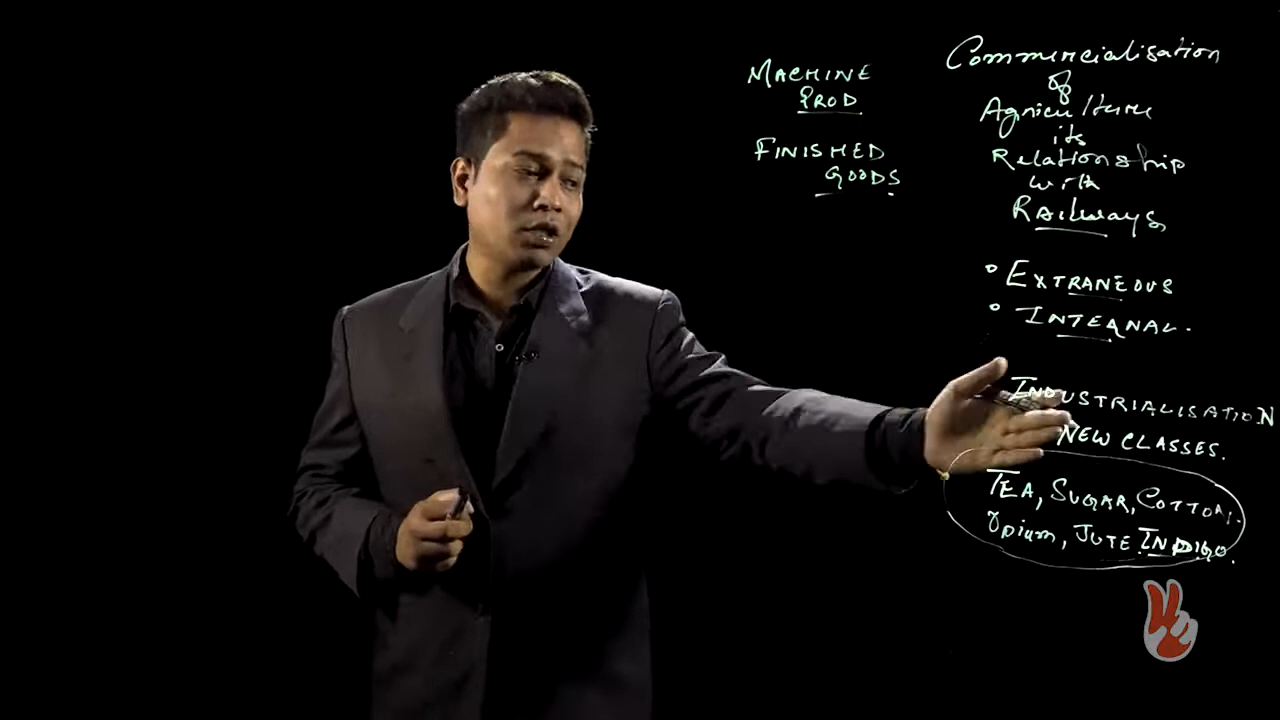 MACHINE
PROD
FINISHED
GOODS
Commercialisation
of
Agriculture
its
Relationship
with
Railways
EXTRANEOUS
INTERNAL.
INDUSTRIALISATION
NEW CLASSES.
TEA, SUGAR, COTTON,
Opium, JUTE INDIGO.